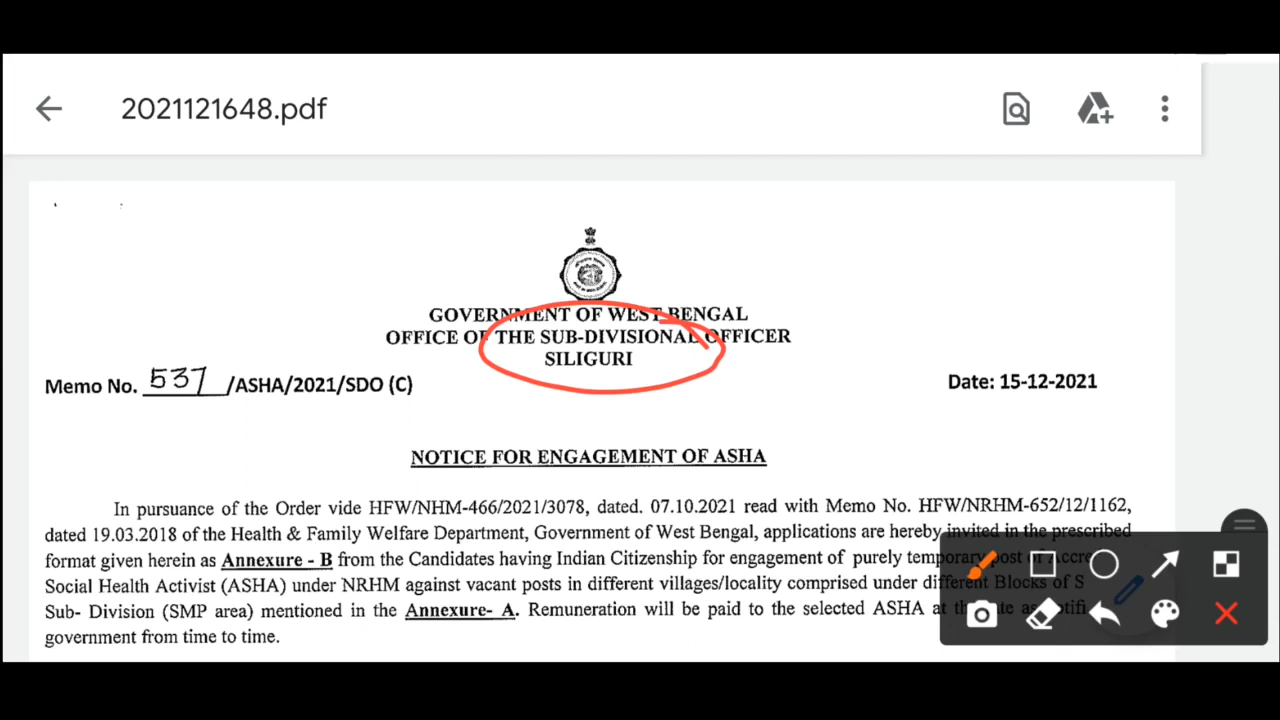 2021121648.pdf
GOVERNMENT OF WEST BENGAL
OFFICE OF THE SUB-DIVISIONAL OFFICER
SILIGURI
Memo No. 537 /ASHA/2021/SDO (C)
Date: 15-12-2021
NOTICE FOR ENGAGEMENT OF ASHA
In pursuance of the Order vide HFW/NHM-466/2021/3078, dated. 07.10.2021 read with Memo No. HFW/NRHM-652/12/1162,
dated 19.03.2018 of the Health & Family Welfare Department, Government of West Bengal, applications are hereby invited in the prescribed
format given herein as Annexure - B from the Candidates having Indian Citizenship for engagement of purely temporary post of
Social Health Activist (ASHA) under NRHM against vacant posts in different villages/locality comprised under different Blocks of
Sub- Division (SMP area) mentioned in the Annexure- A. Remuneration will be paid to the selected ASHA at
government from time to time.